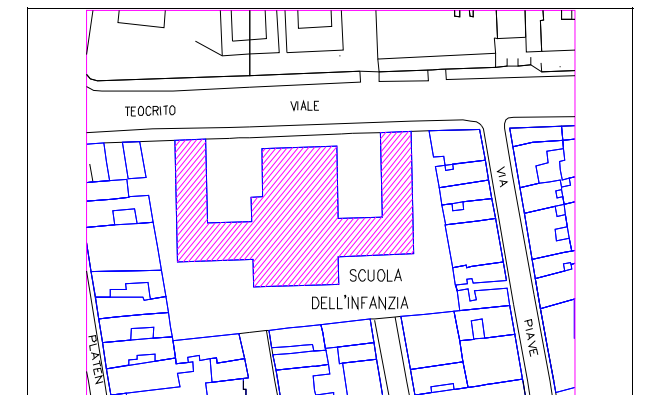 TEOCRITO VIALE
VIA
SCUOLA
DELL'INFANZIA
PLATEN
PIAVE